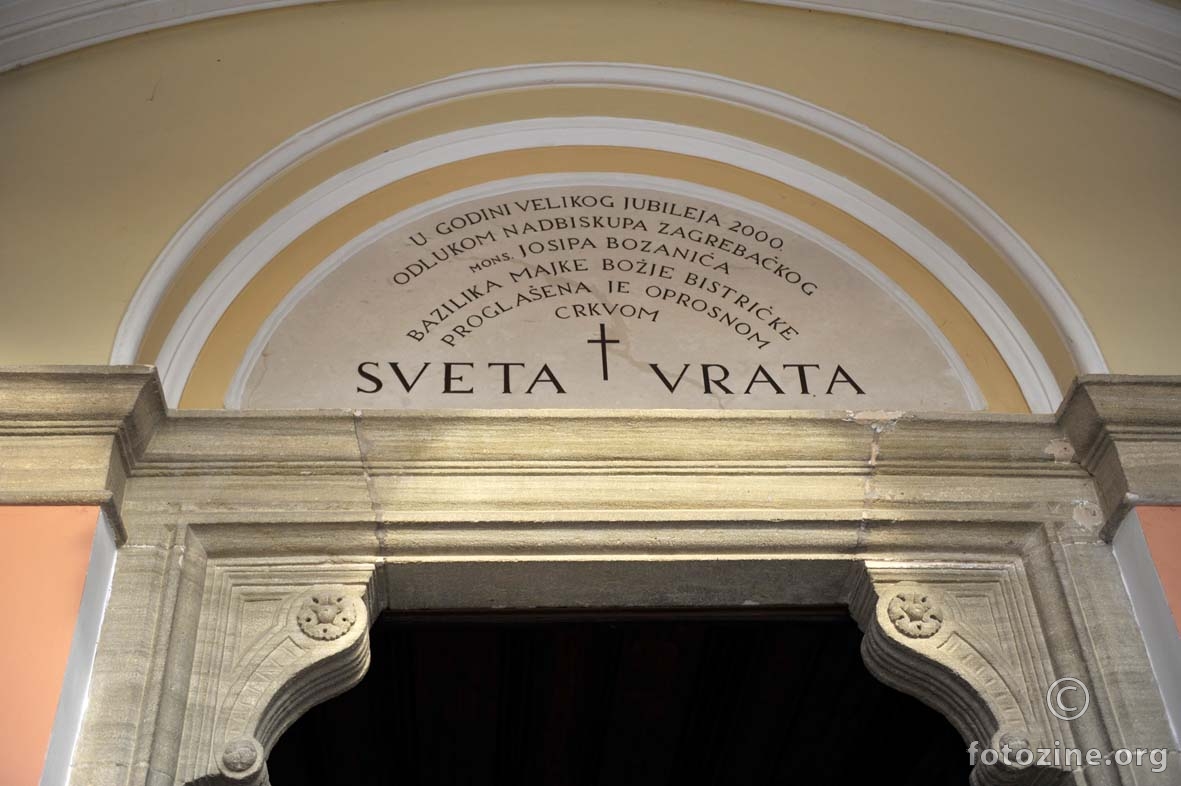 U GODINI VELIKOG JUBILEJA 2000.
ODLUKOM NADBISKUPA ZAGREBAČKOG
MONS. JOSIPA BOZANIĆA
BAZILIKA MAJKE BOŽJE BISTRIČKE
PROGLAŠENA JE OPROSNOM
CRKVOM
SVETA VRATA
©
fotozine.org